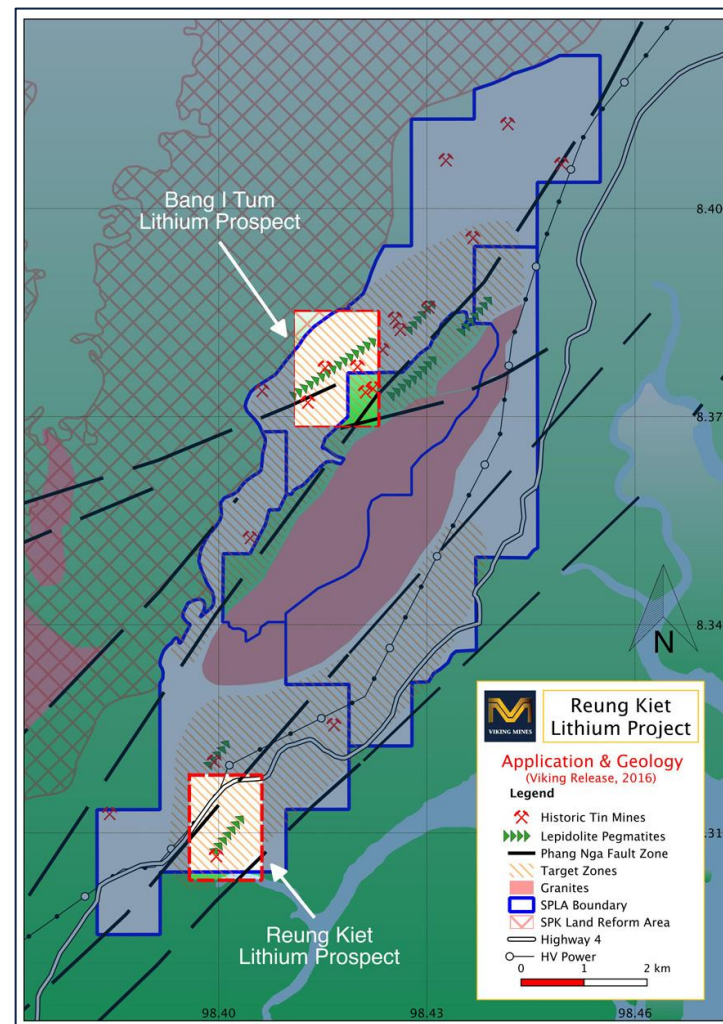 Bang I Tum
Lithium Prospect
8.40
8.37
8.34
N
VIKING MINES
Reung Kiet
Lithium Project
Application & Geology
(Viking Release, 2016)
Legend
Historic Tin Mines
Lepidolite Pegmatites
Phang Nga Fault Zone
Target Zones
Granites
SPLA Boundary
SPK Land Reform Area
Highway 4
HV Power
0 1 2 km
.31
Reung Kiet
Lithium Prospect
98.40
98.43
98.46